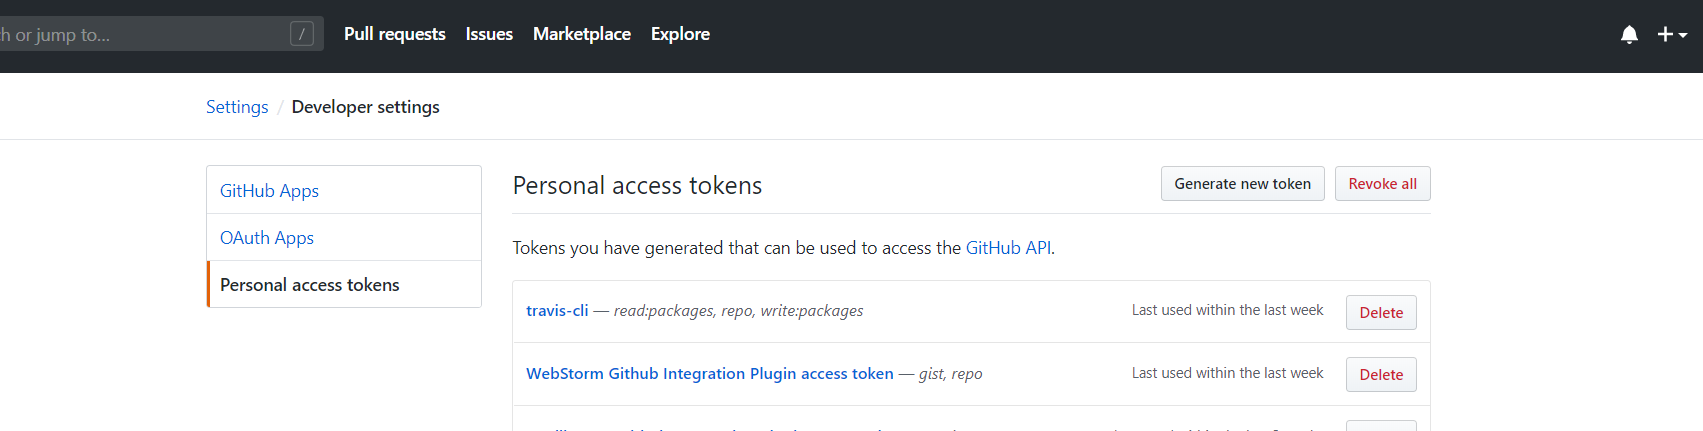 or jump to... / Pull requests Issues Marketplace Explore
Settings / Developer settings
GitHub Apps
OAuth Apps
Personal access tokens
Personal access tokens Generate new token Revoke all
Tokens you have generated that can be used to access the GitHub API.
travis-cli — read:packages, repo, write:packages Last used within the last week Delete
WebStorm Github Integration Plugin access token — gist, repo Last used within the last week Delete